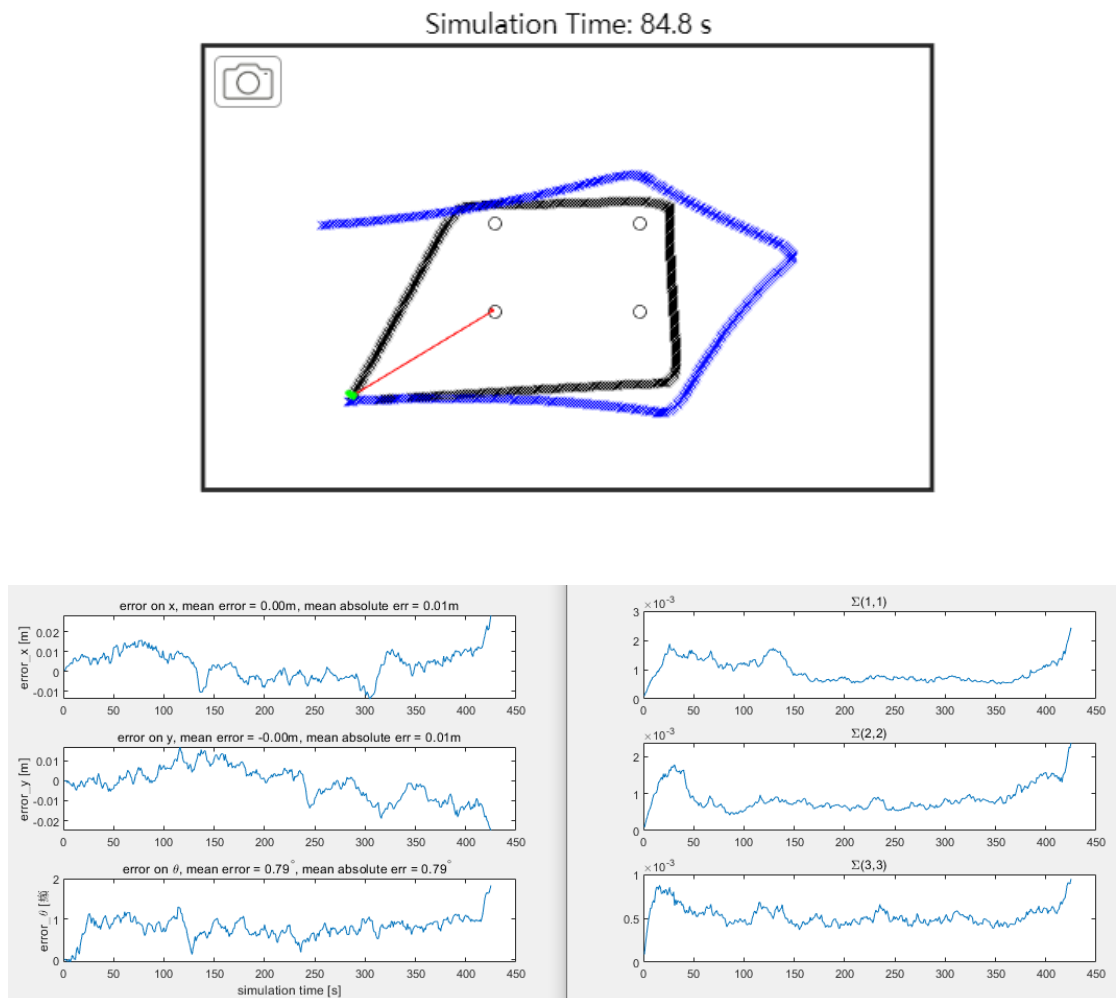 Simulation Time: 84.8 s
error on x, mean error = 0.00m, mean absolute err = 0.01m
error_x [m]
0.02
0.01
0
-0.01
0 50 100 150 200 250 300 350 400 450
error on y, mean error = -0.00m, mean absolute err = 0.01m
error_y [m]
0.01
0
-0.01
-0.02
0 50 100 150 200 250 300 350 400 450
error on θ, mean error = 0.79°, mean absolute err = 0.79°
error_θ [
2
1
0
0 50 100 150 200 250 300 350 400 450
simulation time [s]
Σ(1,1)
×10⁻³
3
2
1
0
0 50 100 150 200 250 300 350 400 450
Σ(2,2)
×10⁻³
2
1
0
0 50 100 150 200 250 300 350 400 450
Σ(3,3)
×10⁻³
1
0.5
0
0 50 100 150 200 250 300 350 400 450